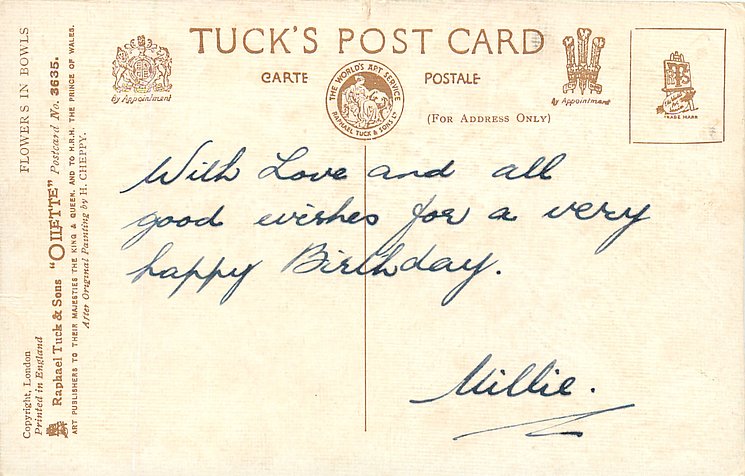 TUCK'S POST CARD
CARTE POSTALE
(FOR ADDRESS ONLY)
By Appointment
THE WORLD'S ART SERVICE
RAPHAEL TUCK & SONS LTD
By Appointment
TRADE MARK
With Love and all
good wishes for a very
happy Birthday.
Millie.
FLOWERS IN BOWLS
Copyright, London
Printed in England
Raphael Tuck & Sons "OILETTE" Postcard No. 3635.
ART PUBLISHERS TO THEIR MAJESTIES THE KING & QUEEN, AND TO H.R.H. THE PRINCE OF WALES.
After Original Painting by H. CHEPPY.